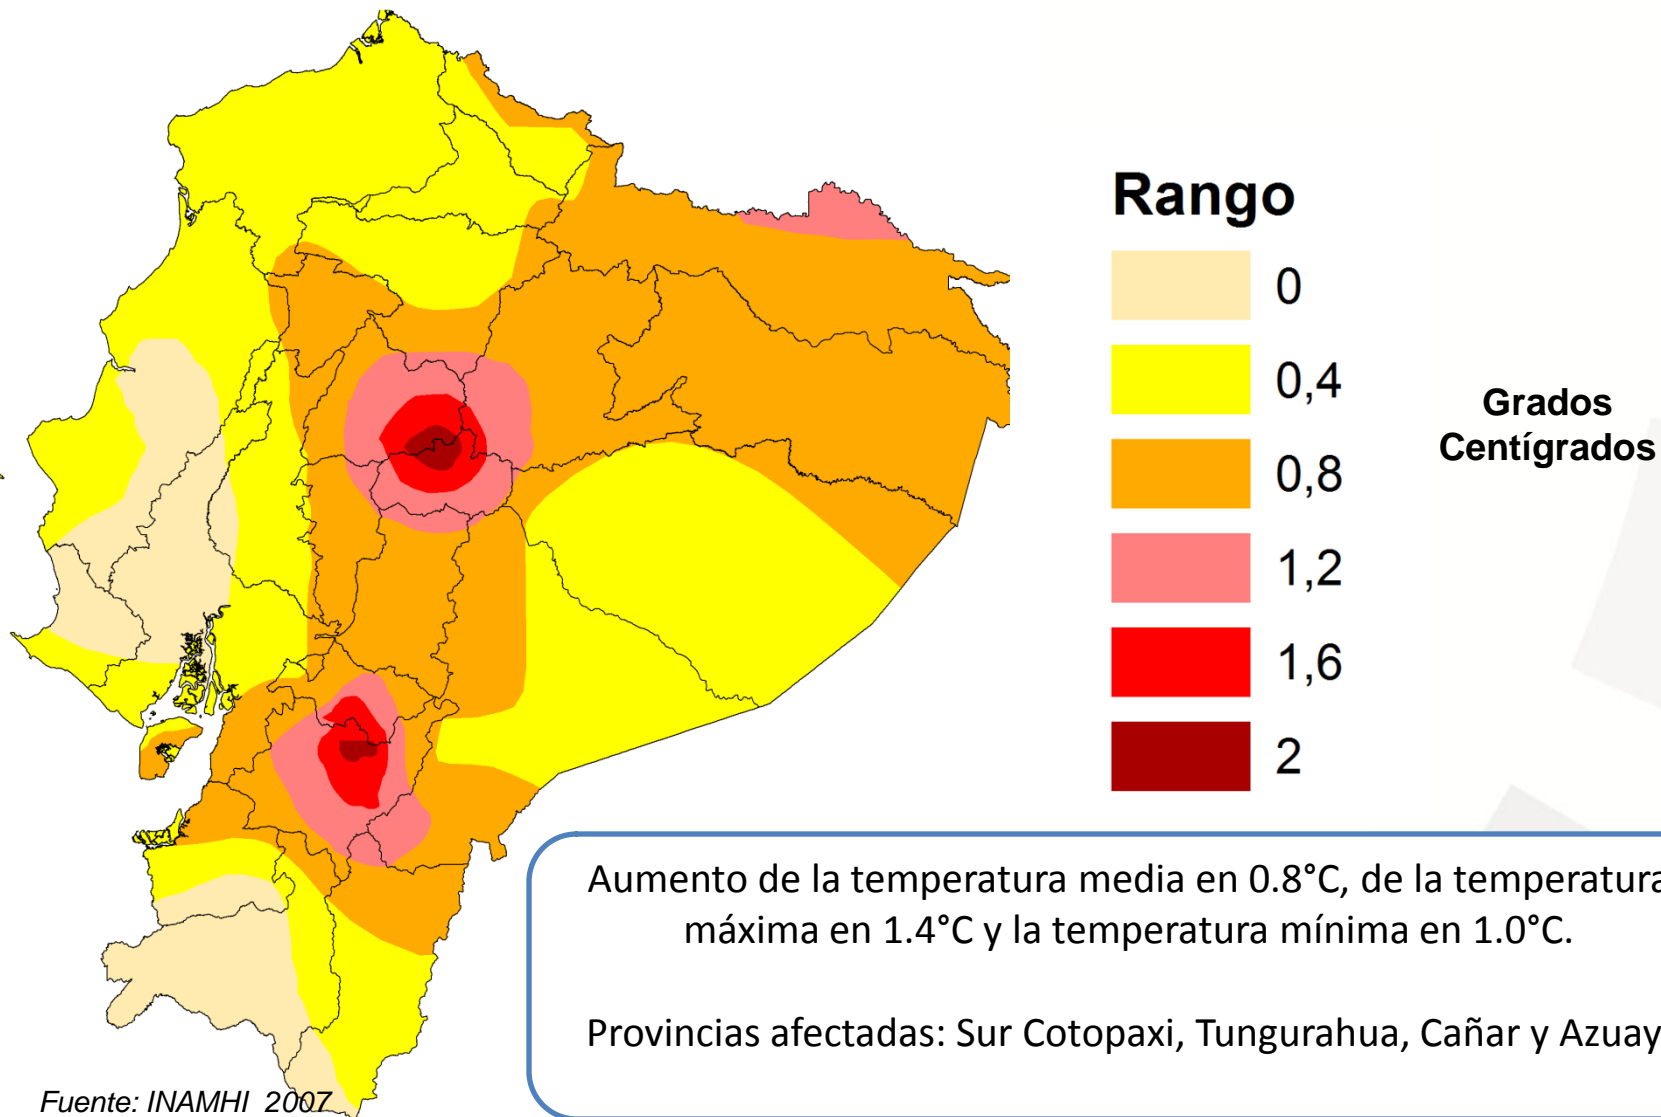 Rango
0
0,4
0,8
1,2
1,6
2
Grados
Centígrados
Aumento de la temperatura media en 0.8°C, de la temperatura
máxima en 1.4°C y la temperatura mínima en 1.0°C.
Provincias afectadas: Sur Cotopaxi, Tungurahua, Cañar y Azuay
Fuente: INAMHI 2007